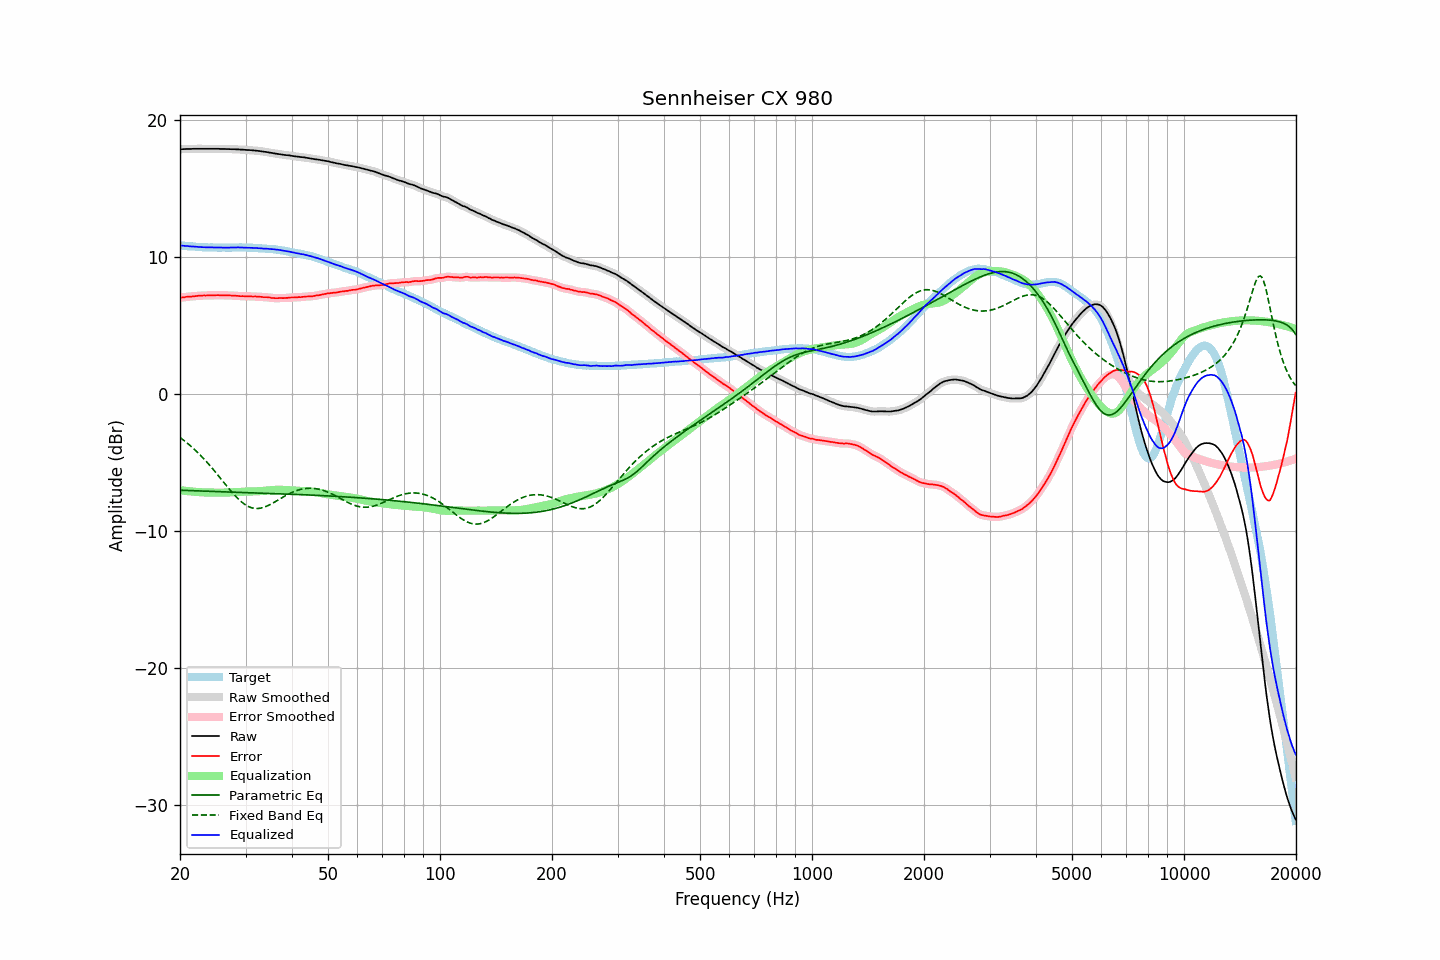 Sennheiser CX 980
Amplitude (dBr)
20
10
0
−10
−20
−30
Target
Raw Smoothed
Error Smoothed
Raw
Error
Equalization
Parametric Eq
Fixed Band Eq
Equalized
20 50 100 200 500 1000 2000 5000 10000 20000
Frequency (Hz)